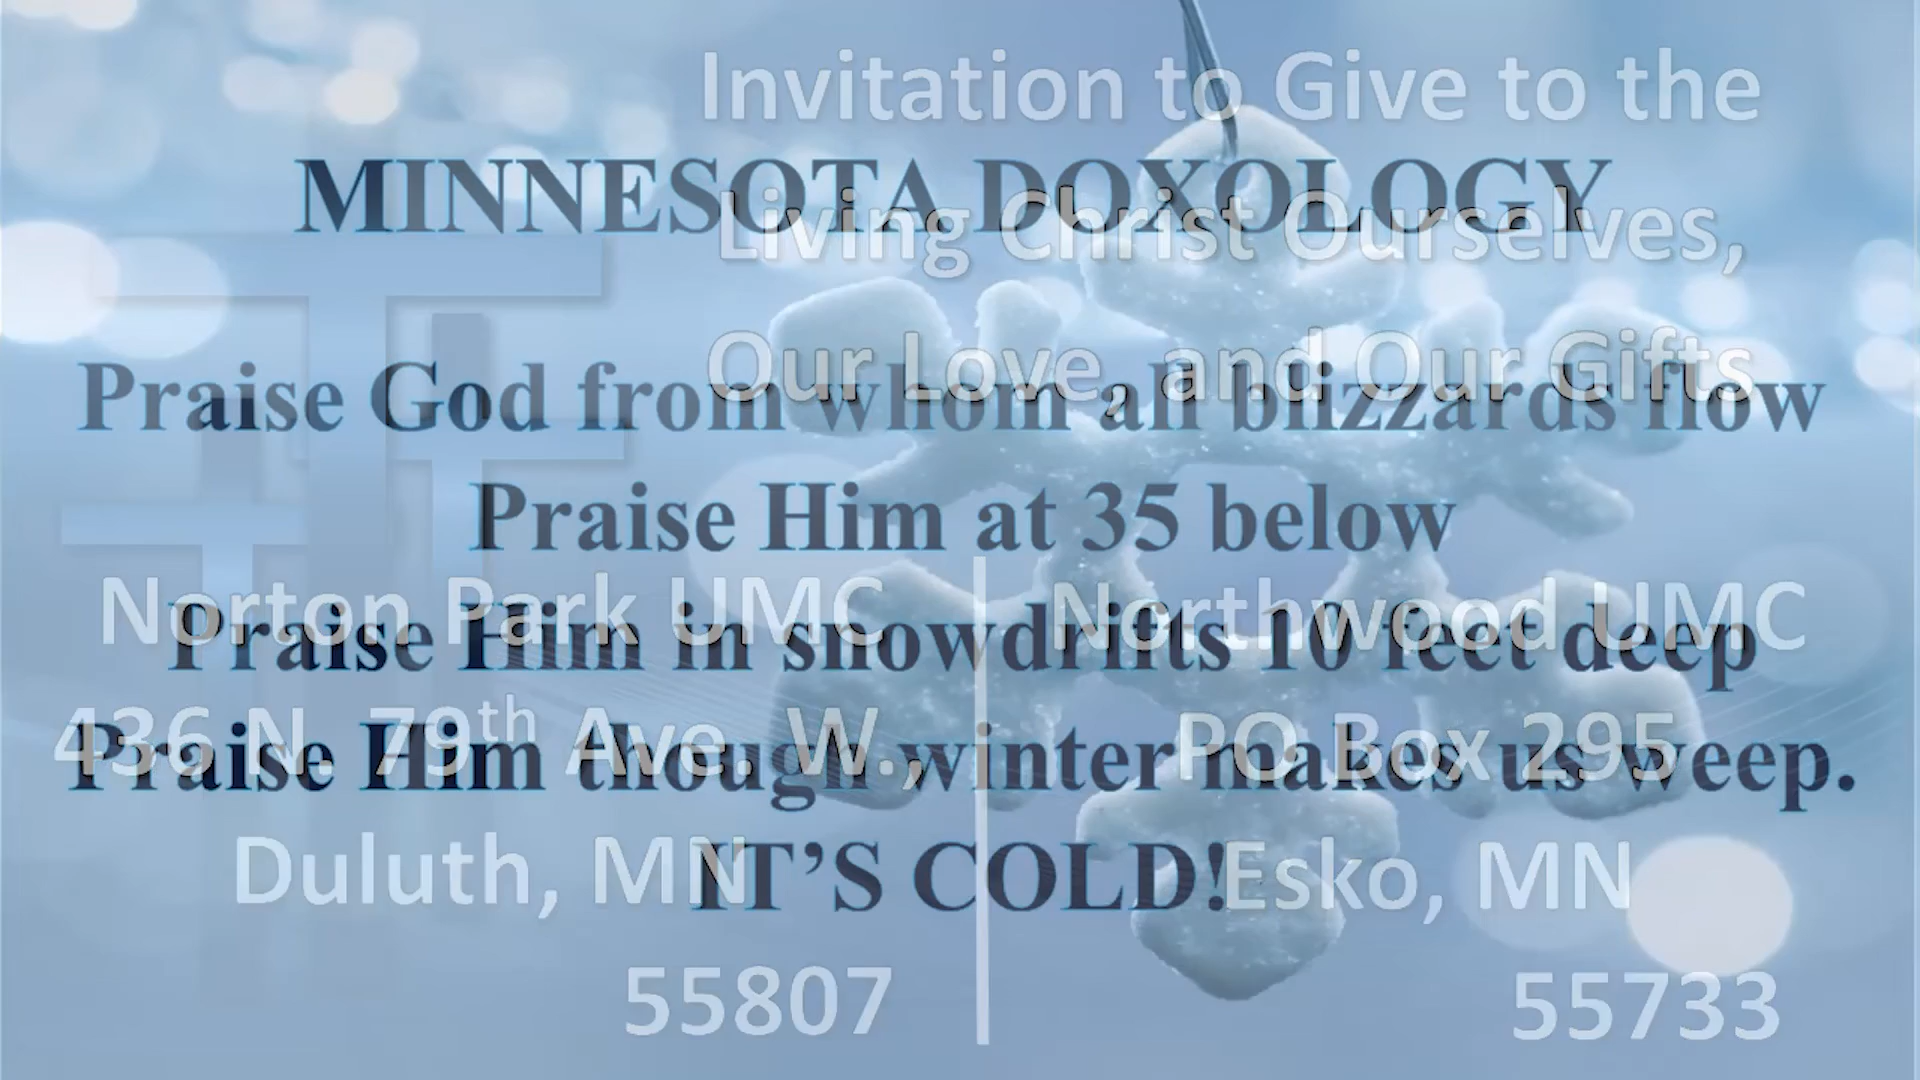 Invitation to Give to the
Living Christ Ourselves,
Our Love, and Our Gifts
Norton Park UMC
436 N. 79th Ave. W.,
Duluth, MN
55807
Northwood UMC
PO Box 295
Esko, MN
55733
MINNESOTA DOXOLOGY
Praise God from whom all blizzards flow
Praise Him at 35 below
Praise Him in snowdrifts 10 feet deep
Praise Him though winter makes us weep.
IT'S COLD!